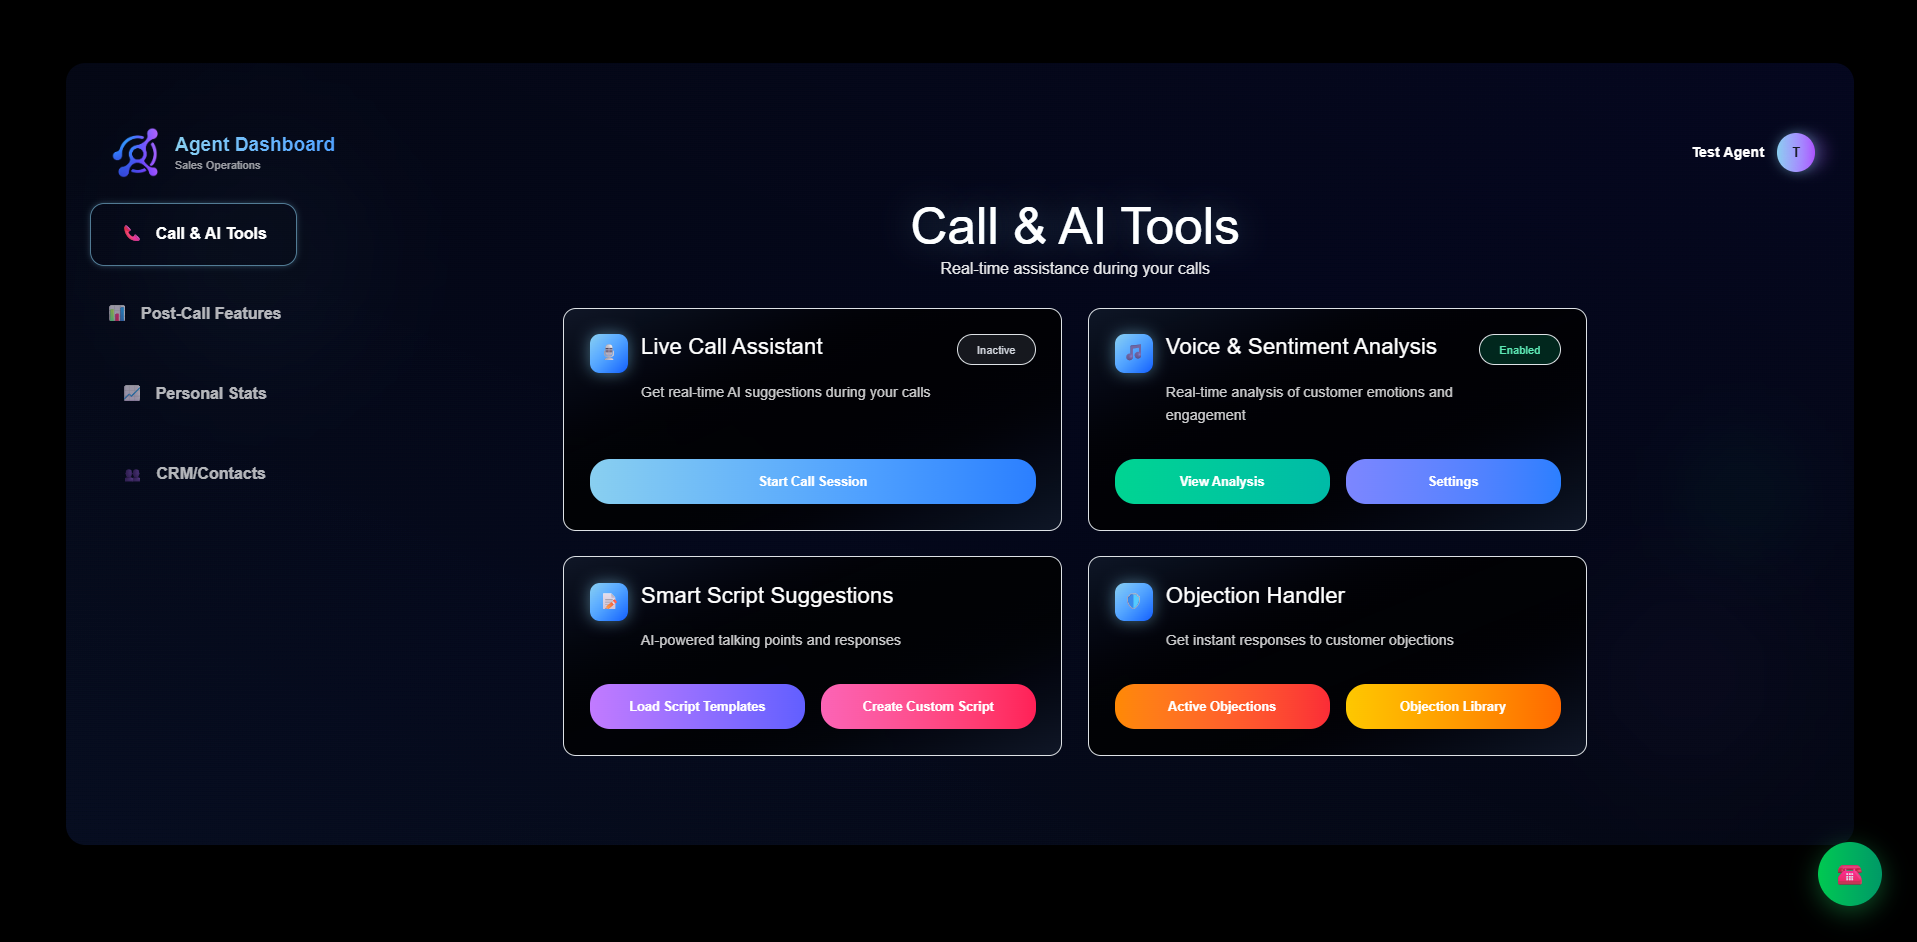 Agent Dashboard
Sales Operations
Test Agent
T
Call & AI Tools
Post-Call Features
Personal Stats
CRM/Contacts
Call & AI Tools
Real-time assistance during your calls
Live Call Assistant
Inactive
Get real-time AI suggestions during your calls
Start Call Session
Voice & Sentiment Analysis
Enabled
Real-time analysis of customer emotions and
engagement
View Analysis
Settings
Smart Script Suggestions
AI-powered talking points and responses
Load Script Templates
Create Custom Script
Objection Handler
Get instant responses to customer objections
Active Objections
Objection Library